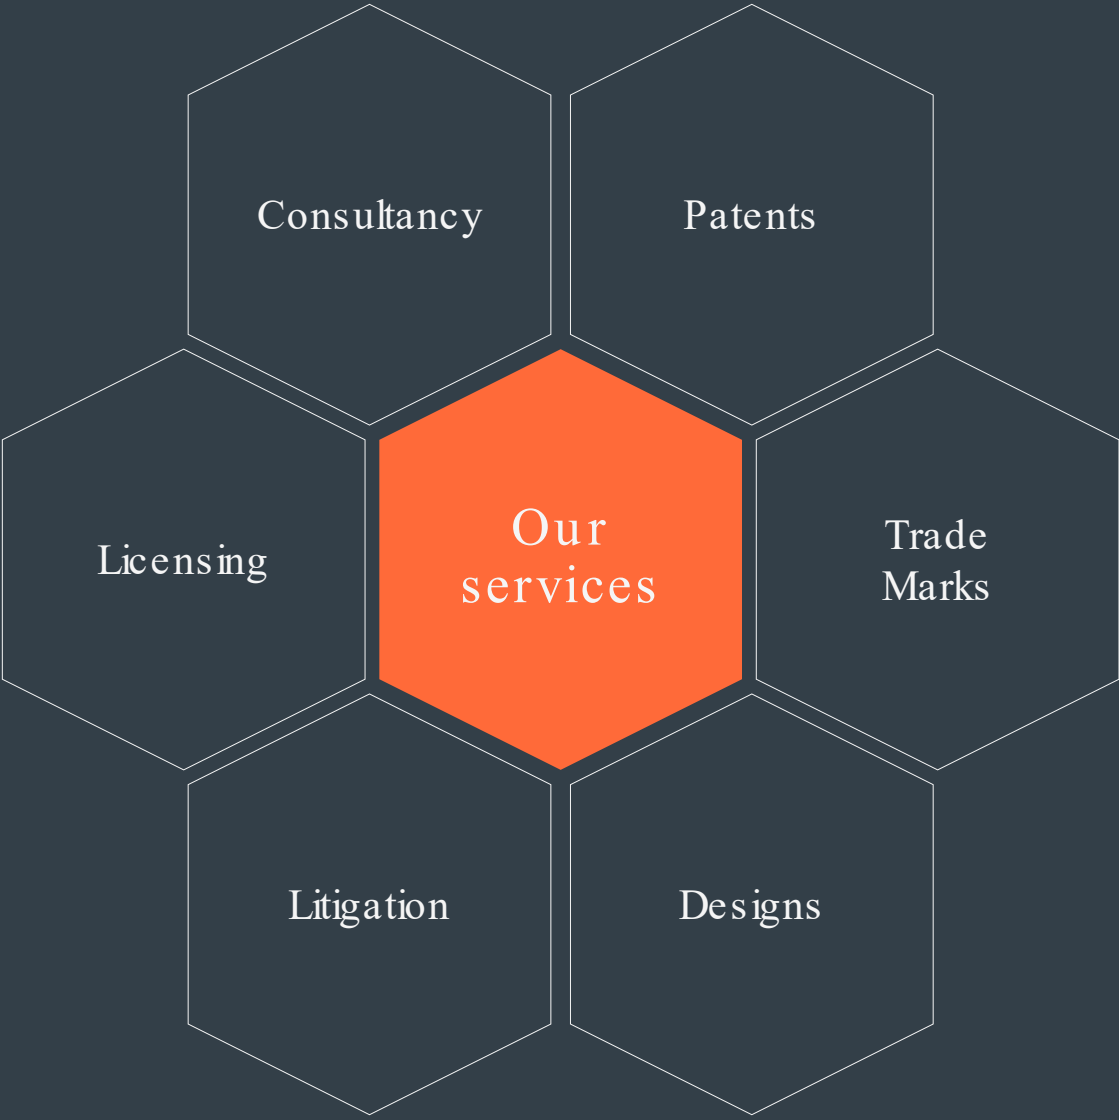 Consultancy
Patents
Licensing
Our
services
Trade
Marks
Litigation
Designs